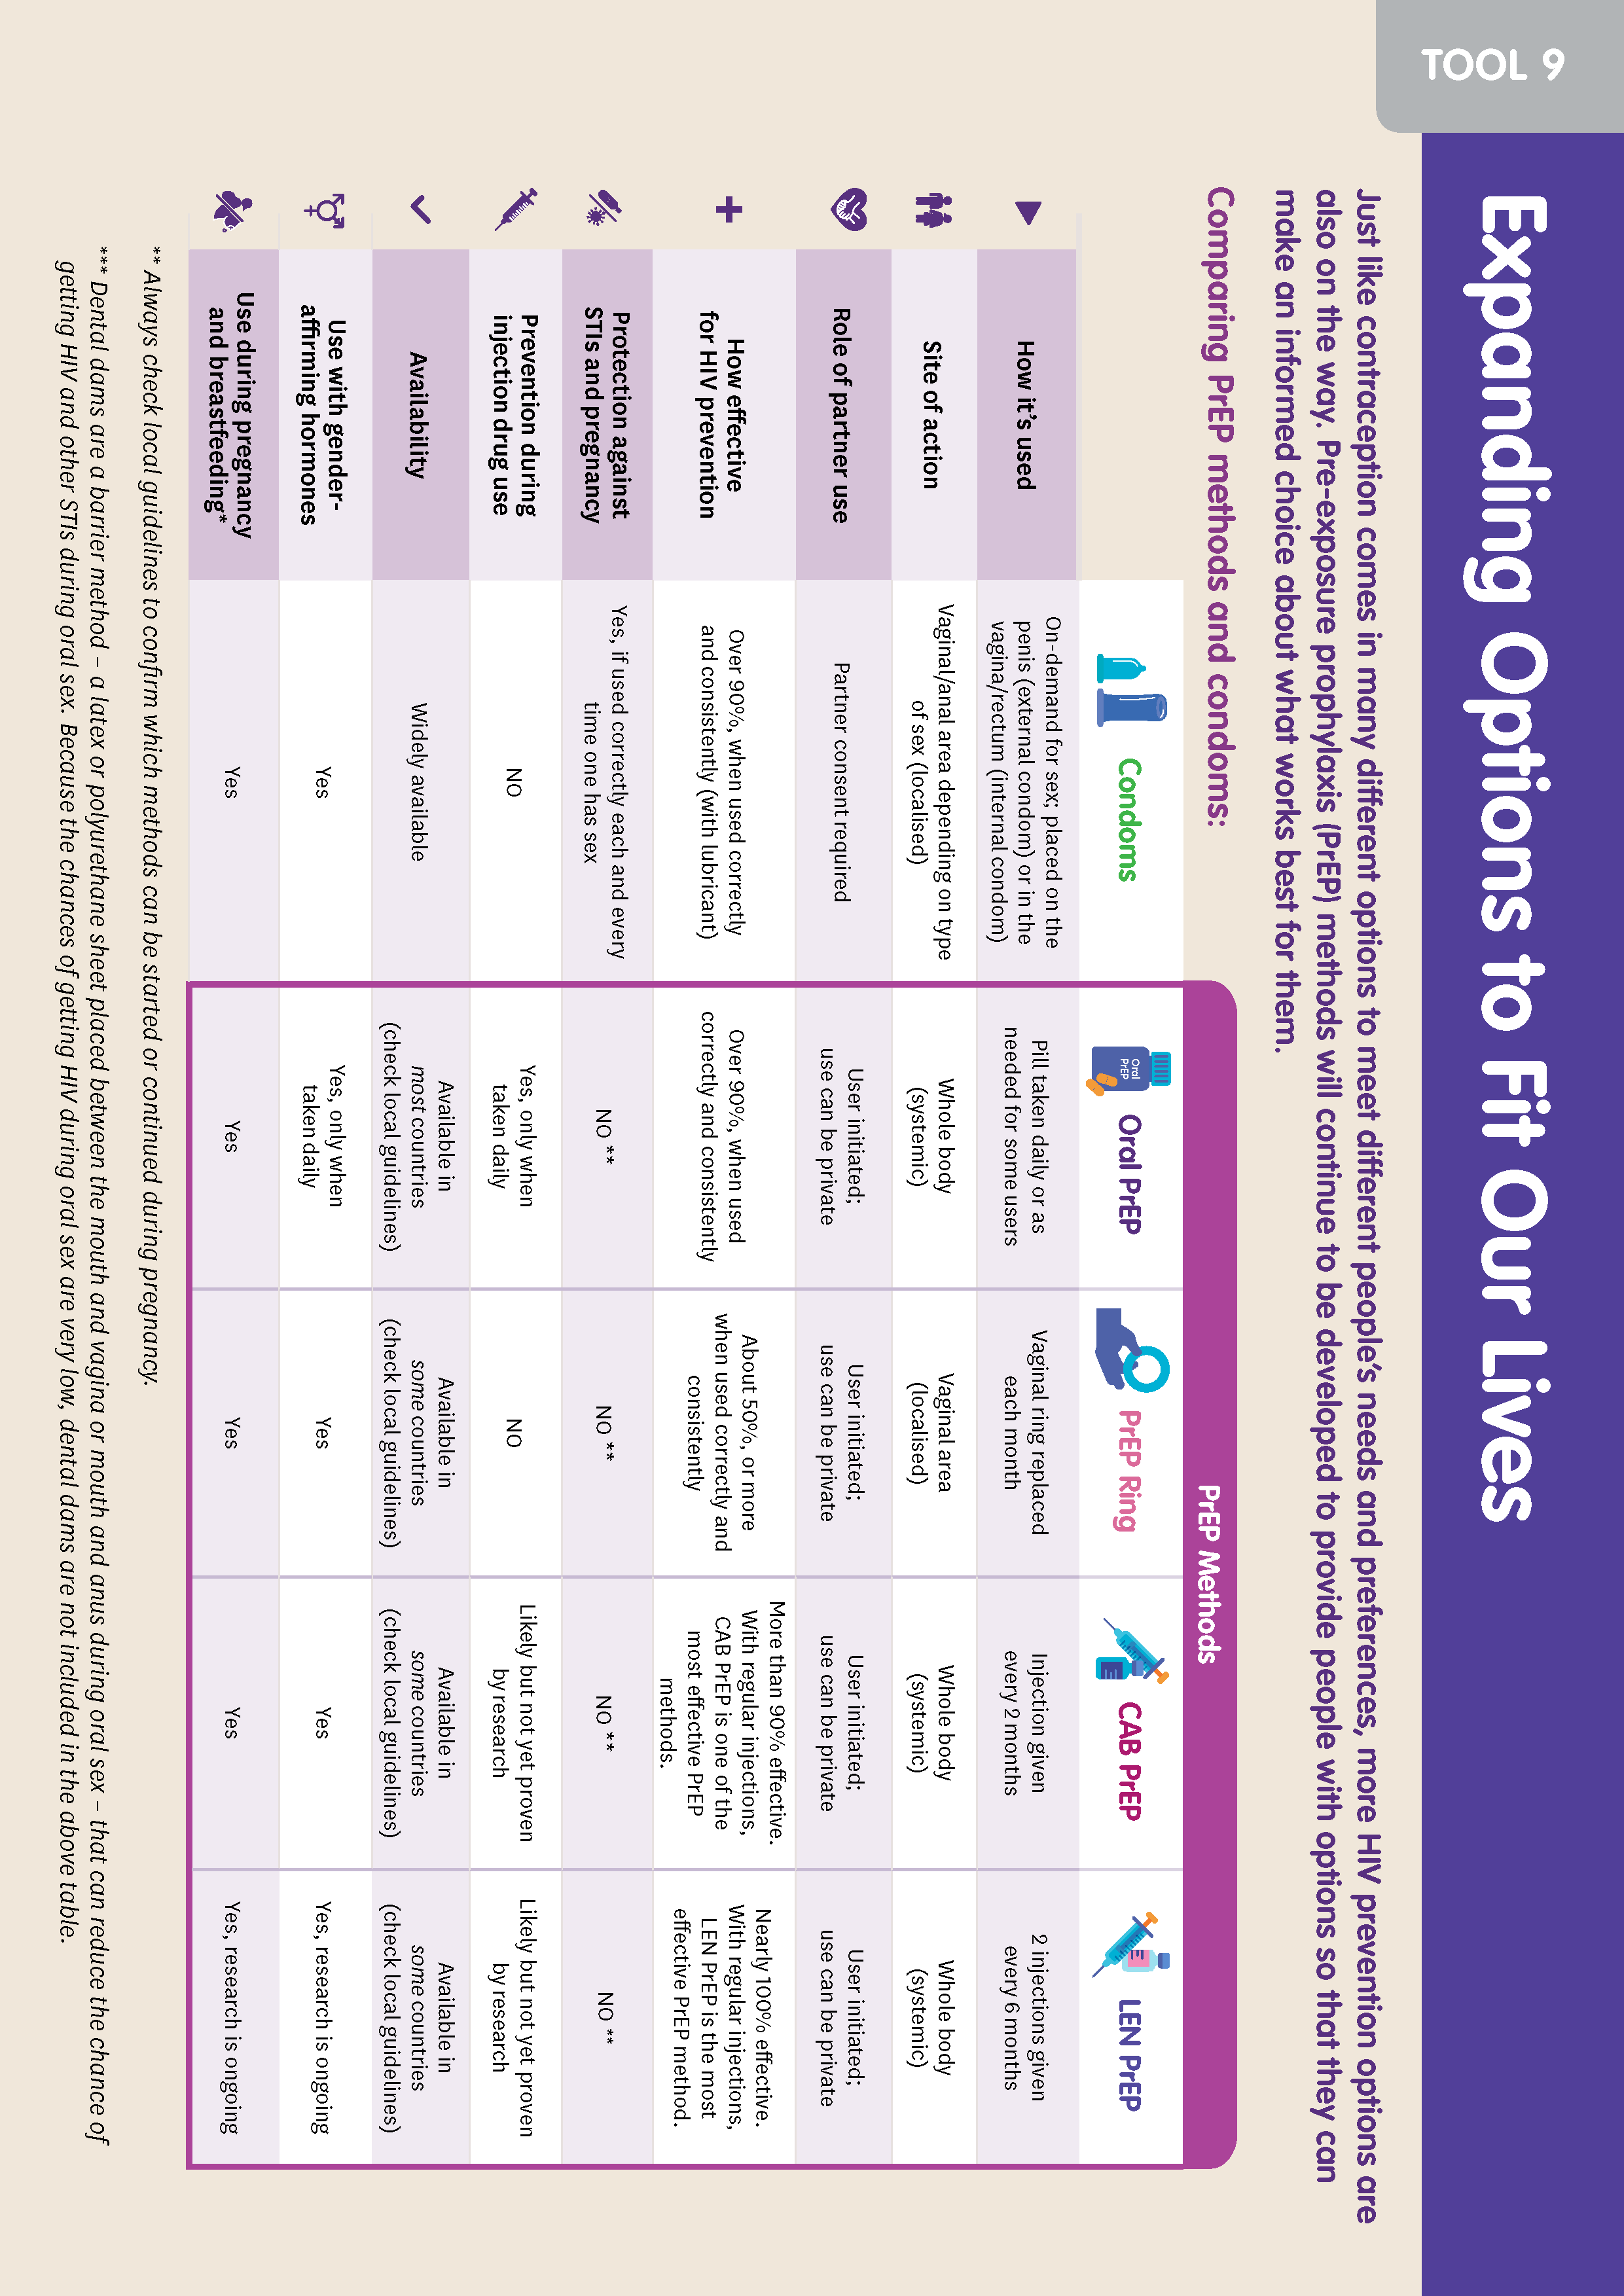 TOOL 9
Expanding Options to Fit Our Lives
Just like contraception comes in many different options to meet different people's needs and preferences, more HIV prevention options are
also on the way. Pre-exposure prophylaxis (PrEP) methods will continue to be developed to provide people with options so that they can
make an informed choice about what works best for them.
Comparing PrEP methods and condoms:
PrEP Methods
Condoms
Oral
PrEP
Oral PrEP
PrEP Ring
CAB PrEP
LEN PrEP
How it's used
On-demand for sex; placed on the
penis (external condom) or in the
vagina/rectum (internal condom)
Pill taken daily or as
needed for some users
Vaginal ring replaced
each month
Injection given
every 2 months
2 injections given
every 6 months
Site of action
Vaginal/anal area depending on type
of sex (localised)
Whole body
(systemic)
Vaginal area
(localised)
Whole body
(systemic)
Whole body
(systemic)
Role of partner use
Partner consent required
User initiated;
use can be private
User initiated;
use can be private
User initiated;
use can be private
User initiated;
use can be private
How effective
for HIV prevention
Over 90%, when used correctly
and consistently (with lubricant)
Over 90%, when used
correctly and consistently
About 50%, or more
when used correctly and
consistently
More than 90% effective.
With regular injections,
CAB PrEP is one of the
most effective PrEP
methods.
Nearly 100% effective.
With regular injections,
LEN PrEP is the most
effective PrEP method.
Protection against
STIs and pregnancy
Yes, if used correctly each and every
time one has sex
NO **
NO **
NO **
NO **
Prevention during
injection drug use
NO
Yes, only when
taken daily
NO
Likely but not yet proven
by research
Likely but not yet proven
by research
Availability
Widely available
Available in
most countries
(check local guidelines)
Available in
some countries
(check local guidelines)
Available in
some countries
(check local guidelines)
Available in
some countries
(check local guidelines)
Use with gender-
affirming hormones
Yes
Yes, only when
taken daily
Yes
Yes
Yes, research is ongoing
Use during pregnancy
and breastfeeding*
Yes
Yes
Yes
Yes
Yes, research is ongoing
** Always check local guidelines to confirm which methods can be started or continued during pregnancy.
*** Dental dams are a barrier method – a latex or polyurethane sheet placed between the mouth and vagina or mouth and anus during oral sex – that can reduce the chance of
getting HIV and other STIs during oral sex. Because the chances of getting HIV during oral sex are very low, dental dams are not included in the above table.